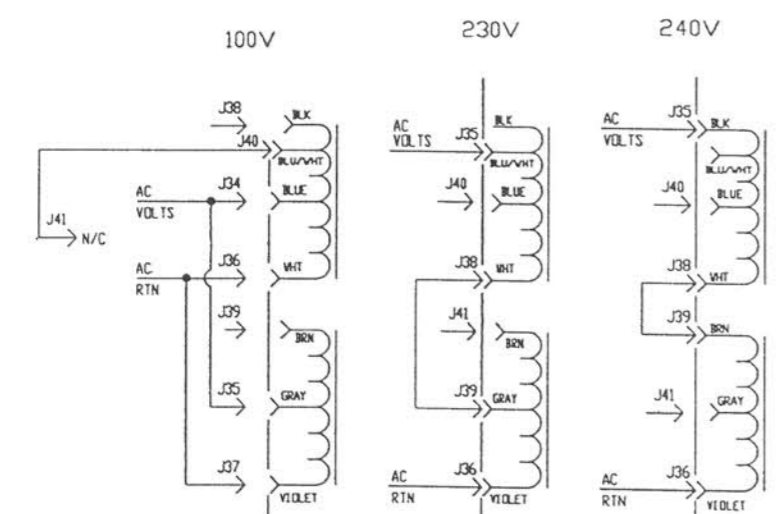 100V
J38
BLK
J40
BLU/WHT
J34
BLUE
AC
VOLTS
J41
N/C
J36
WHT
AC
RTN
J39
BRN
J35
GRAY
J37
VIOLET
230V
AC
VOLTS
J35
BLK
BLU/WHT
J40
BLUE
J38
WHT
J41
BRN
J39
GRAY
J36
AC
RTN
VIOLET
240V
AC
VOLTS
J35
BLK
BLU/WHT
J40
BLUE
J38
WHT
J39
BRN
J41
GRAY
J36
AC
RTN
VIOLET